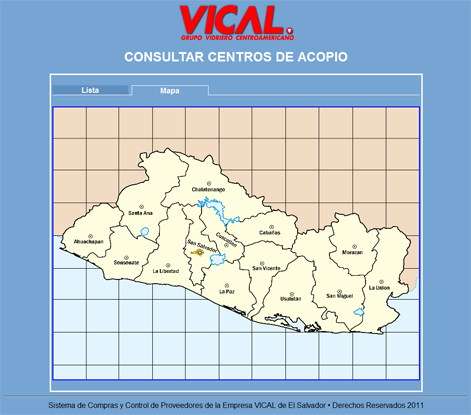 VICAL
GRUPO VIDRIERO CENTROAMERICANO
CONSULTAR CENTROS DE ACOPIO
Lista
Mapa
Chalatenango
Santa Ana
Cabañas
Ahuachapan
San Salvador
Cuscatlan
Morazan
Sonsonate
La Libertad
San Vicente
La Paz
Usulutan
San Miguel
La Union
Sistema de Compras y Control de Proveedores de la Empresa VICAL de El Salvador • Derechos Reservados 2011